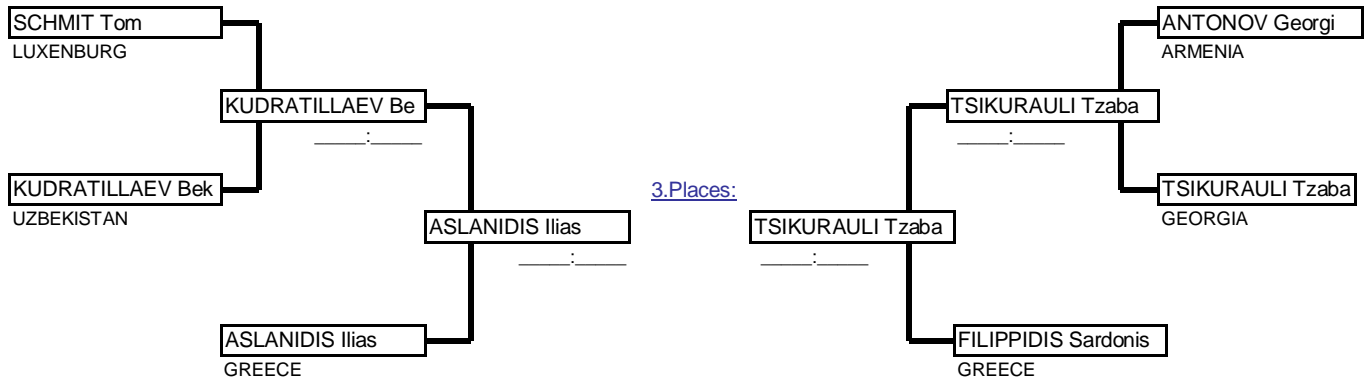 SCHMIT Tom
LUXENBURG
KUDRATILLAEV Be
____:____
KUDRATILLAEV Bek
UZBEKISTAN
ASLANIDIS Ilias
____:____
ASLANIDIS Ilias
GREECE
3.Places:
ANTONOV Georgi
ARMENIA
TSIKURAULI Tzaba
____:____
TSIKURAULI Tzaba
GEORGIA
TSIKURAULI Tzaba
____:____
FILIPPIDIS Sardonis
GREECE